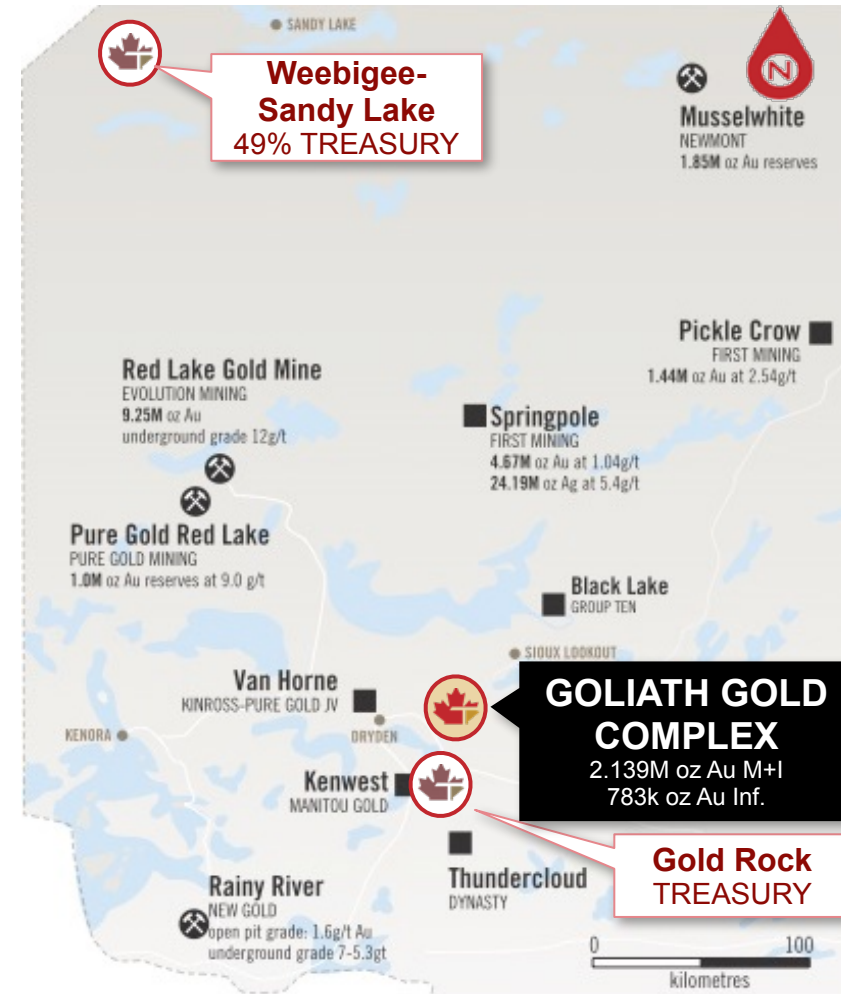 SANDY LAKE
Weebigee-
Sandy Lake
49% TREASURY
N
Musselwhite
NEWMONT
1.85M oz Au reserves
Pickle Crow
FIRST MINING
1.44M oz Au at 2.54g/t
Red Lake Gold Mine
EVOLUTION MINING
9.25M oz Au
underground grade 12g/t
Springpole
FIRST MINING
4.67M oz Au at 1.04g/t
24.19M oz Ag at 5.4g/t
Pure Gold Red Lake
PURE GOLD MINING
1.0M oz Au reserves at 9.0 g/t
Black Lake
GROUP TEN
SIOUX LOOKOUT
Van Horne
KINROSS-PURE GOLD JV
KENORA
DRYDEN
GOLIATH GOLD
COMPLEX
2.139M oz Au M+I
783k oz Au Inf.
Kenwest
MANITOU GOLD
Gold Rock
TREASURY
Thundercloud
DYNASTY
Rainy River
NEW GOLD
open pit grade: 1.6g/t Au
underground grade 7-5.3gt
0 100
kilometres